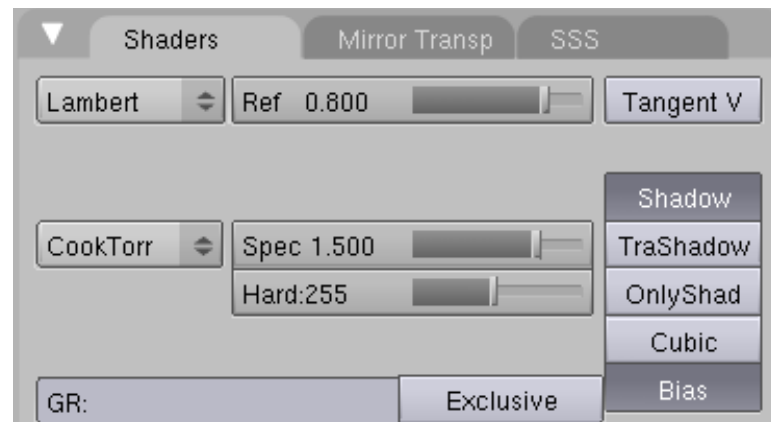 Shaders Mirror Transp SSS
Lambert Ref 0.800 Tangent V
Shadow
CookTorr Spec 1.500 TraShadow
Hard:255 OnlyShad
Cubic
GR: Exclusive Bias